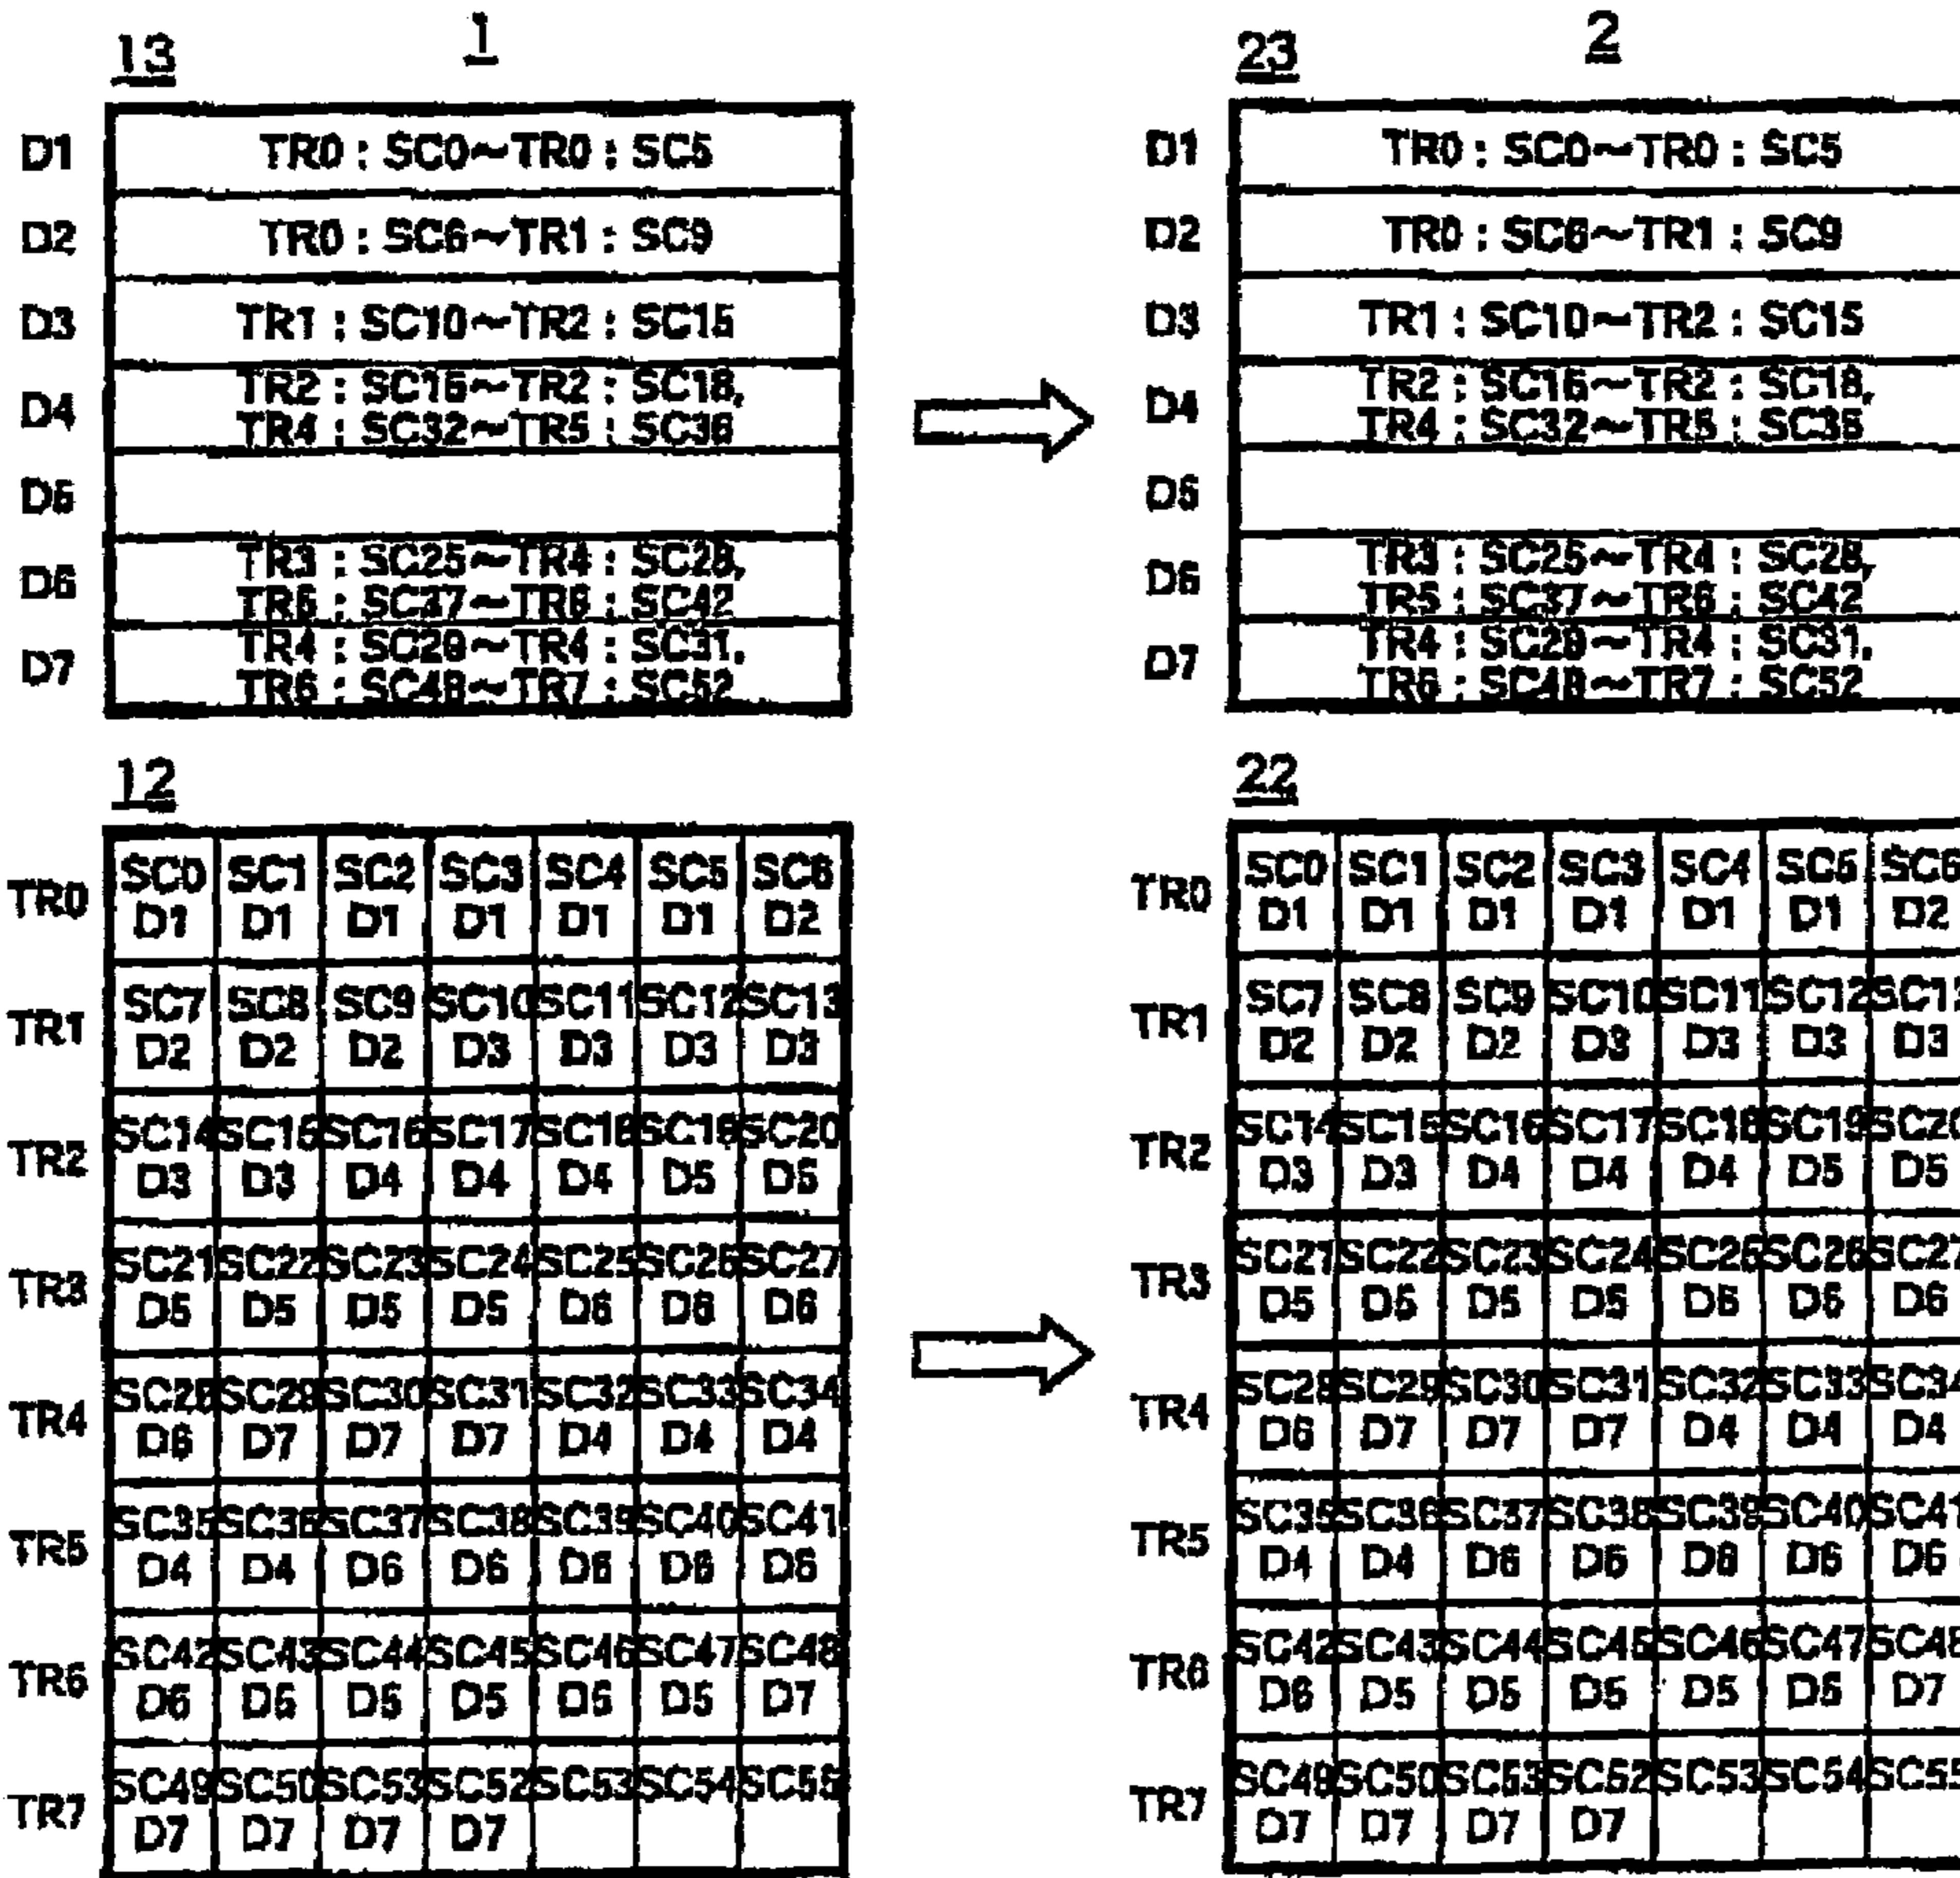 13 1
D1 TR0 : SC0~TR0 : SC5
D2 TR0 : SC6~TR1 : SC9
D3 TR1 : SC10~TR2 : SC15
D4 TR2 : SC16~TR2 : SC18,
TR4 : SC32~TR5 : SC36
D5
D6 TR3 : SC25~TR4 : SC28,
TR5 : SC37~TR6 : SC42
D7 TR4 : SC29~TR4 : SC31,
TR6 : SC48~TR7 : SC52
23 2
D1 TR0 : SC0~TR0 : SC5
D2 TR0 : SC6~TR1 : SC9
D3 TR1 : SC10~TR2 : SC15
D4 TR2 : SC16~TR2 : SC18,
TR4 : SC32~TR5 : SC36
D5
D6 TR3 : SC25~TR4 : SC28,
TR5 : SC37~TR6 : SC42
D7 TR4 : SC29~TR4 : SC31,
TR6 : SC48~TR7 : SC52
12
TR0 SC0 SC1 SC2 SC3 SC4 SC5 SC6
D1 D1 D1 D1 D1 D1 D2
TR1 SC7 SC8 SC9 SC10 SC11 SC12 SC13
D2 D2 D2 D3 D3 D3 D3
TR2 SC14 SC15 SC16 SC17 SC18 SC19 SC20
D3 D3 D4 D4 D4 D5 D5
TR3 SC21 SC22 SC23 SC24 SC25 SC26 SC27
D5 D5 D5 D5 D6 D6 D6
TR4 SC28 SC29 SC30 SC31 SC32 SC33 SC34
D6 D7 D7 D7 D4 D4 D4
TR5 SC35 SC36 SC37 SC38 SC39 SC40 SC41
D4 D4 D6 D6 D6 D6 D6
TR6 SC42 SC43 SC44 SC45 SC46 SC47 SC48
D6 D5 D5 D5 D5 D5 D7
TR7 SC49 SC50 SC53 SC52 SC53 SC54 SC55
D7 D7 D7 D7
22
TR0 SC0 SC1 SC2 SC3 SC4 SC5 SC6
D1 D1 D1 D1 D1 D1 D2
TR1 SC7 SC8 SC9 SC10 SC11 SC12 SC13
D2 D2 D2 D3 D3 D3 D3
TR2 SC14 SC15 SC16 SC17 SC18 SC19 SC20
D3 D3 D4 D4 D4 D5 D5
TR3 SC21 SC22 SC23 SC24 SC25 SC26 SC27
D5 D5 D5 D5 D6 D6 D6
TR4 SC28 SC29 SC30 SC31 SC32 SC33 SC34
D6 D7 D7 D7 D4 D4 D4
TR5 SC35 SC36 SC37 SC38 SC39 SC40 SC41
D4 D4 D6 D6 D6 D6 D6
TR6 SC42 SC43 SC44 SC45 SC46 SC47 SC48
D6 D5 D5 D5 D5 D5 D7
TR7 SC49 SC50 SC53 SC52 SC53 SC54 SC55
D7 D7 D7 D7